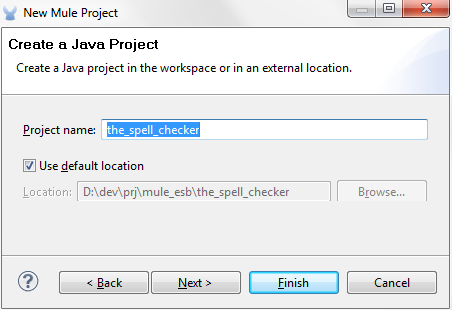 New Mule Project
Create a Java Project
Create a Java project in the workspace or in an external location.
Project name: the_spell_checker
Use default location
Location: D:\dev\prj\mule_esb\the_spell_checker Browse...
? < Back Next > Finish Cancel